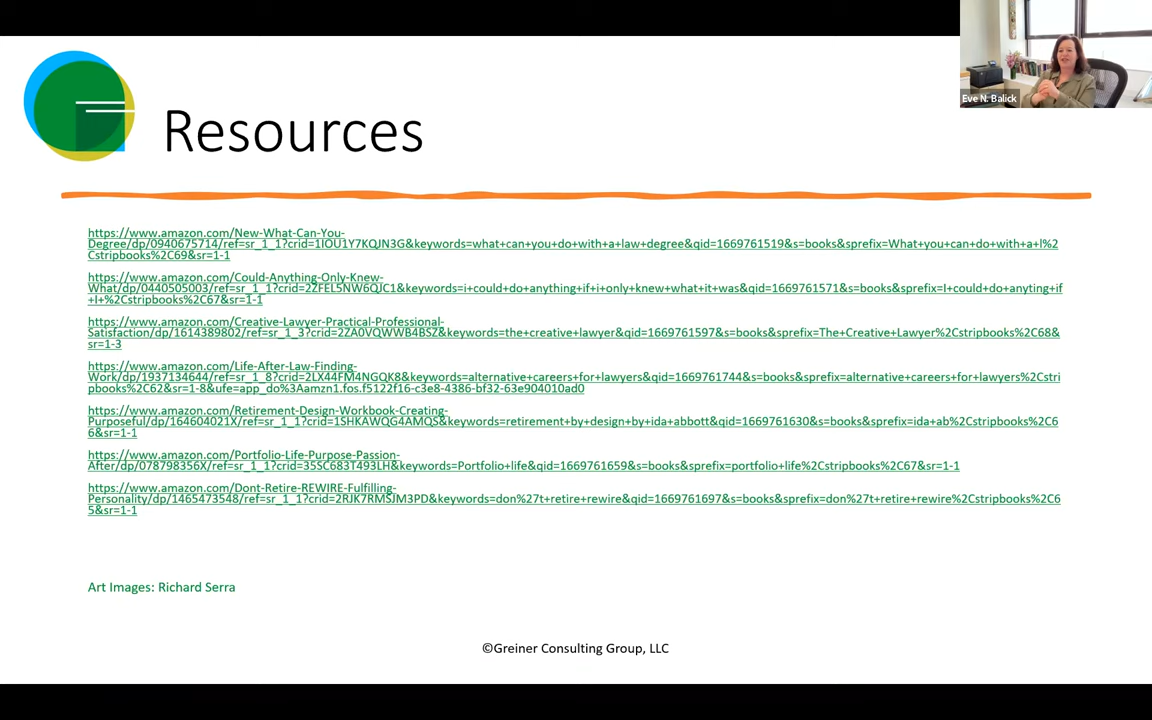 Eve N. Balick
Resources
https://www.amazon.com/New-What-Can-You-
Degree/dp/0940675714/ref=sr_1_1?crid=1IOU1Y7KQJN3G&keywords=what+can+you+do+with+a+law+degree&qid=1669761519&s=books&sprefix=What+you+can+do+with+a+l%2
Cstripbooks%2C69&sr=1-1
https://www.amazon.com/Could-Anything-Only-Knew-
What/dp/0440505003/ref=sr_1_1?crid=2ZFEL5NW6QJC1&keywords=i+could+do+anything+if+i+only+knew+what+it+was&qid=1669761571&s=books&sprefix=I+could+do+anyting+if
+I+%2Cstripbooks%2C67&sr=1-1
https://www.amazon.com/Creative-Lawyer-Practical-Professional-
Satisfaction/dp/1614389802/ref=sr_1_3?crid=2ZA0VQWWB4BSZ&keywords=the+creative+lawyer&qid=1669761597&s=books&sprefix=The+Creative+Lawyer%2Cstripbooks%2C68&
sr=1-3
https://www.amazon.com/Life-After-Law-Finding-
Work/dp/1937134644/ref=sr_1_8?crid=2LX44FM4NGQK8&keywords=alternative+careers+for+lawyers&qid=1669761744&s=books&sprefix=alternative+careers+for+lawyers%2Cstri
pbooks%2C62&sr=1-8&ufe=app_do%3Aamzn1.fos.f5122f16-c3e8-4386-bf32-63e904010ad0
https://www.amazon.com/Retirement-Design-Workbook-Creating-
Purposeful/dp/164604021X/ref=sr_1_1?crid=1SHKAWQG4AMQS&keywords=retirement+by+design+by+ida+abbott&qid=1669761630&s=books&sprefix=ida+ab%2Cstripbooks%2C6
6&sr=1-1
https://www.amazon.com/Portfolio-Life-Purpose-Passion-
After/dp/078798356X/ref=sr_1_1?crid=35SC683T493LH&keywords=Portfolio+life&qid=1669761659&s=books&sprefix=portfolio+life%2Cstripbooks%2C67&sr=1-1
https://www.amazon.com/Dont-Retire-REWIRE-Fulfilling-
Personality/dp/1465473548/ref=sr_1_1?crid=2RJK7RMSJM3PD&keywords=don%27t+retire+rewire&qid=1669761697&s=books&sprefix=don%27t+retire+rewire%2Cstripbooks%2C6
5&sr=1-1
Art Images: Richard Serra
©Greiner Consulting Group, LLC